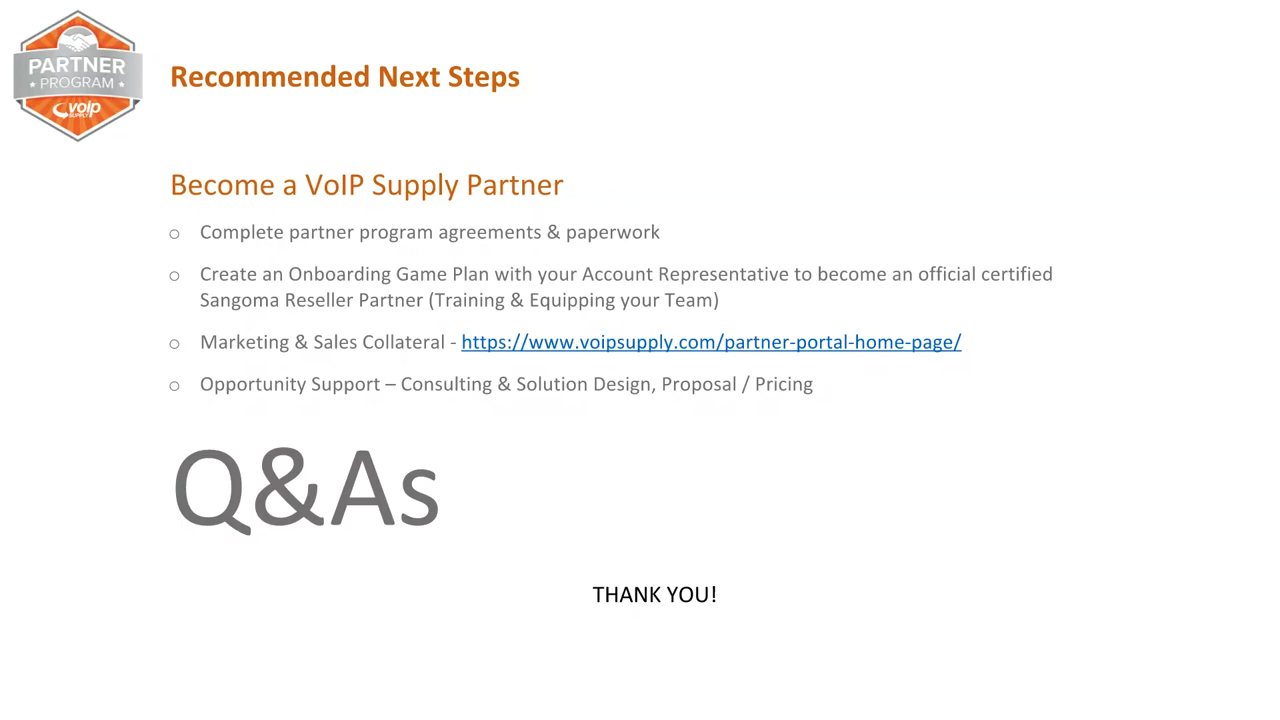 PARTNER
PROGRAM
voip
SUPPLY
Recommended Next Steps
Become a VoIP Supply Partner
o Complete partner program agreements & paperwork
o Create an Onboarding Game Plan with your Account Representative to become an official certified
Sangoma Reseller Partner (Training & Equipping your Team)
o Marketing & Sales Collateral - https://www.voipsupply.com/partner-portal-home-page/
o Opportunity Support – Consulting & Solution Design, Proposal / Pricing
Q&As
THANK YOU!